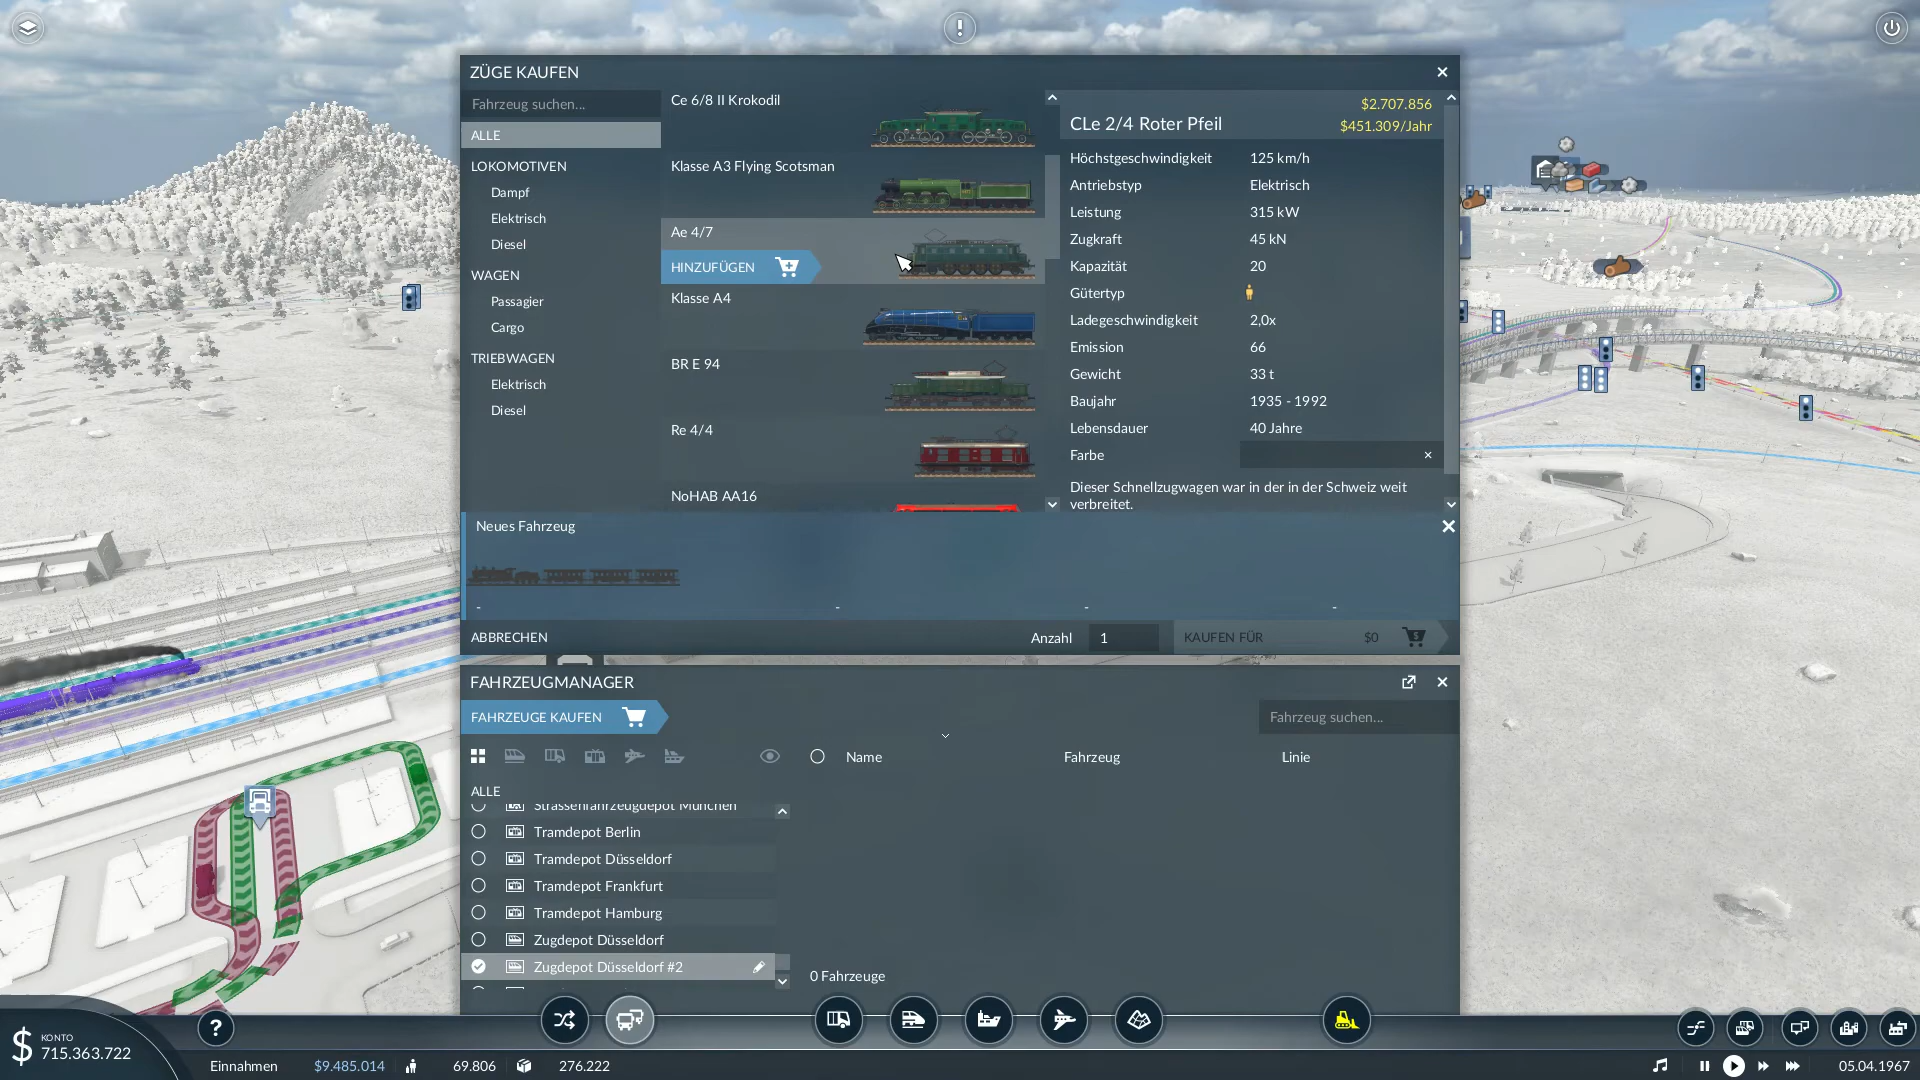 ZÜGE KAUFEN
Fahrzeug suchen...
ALLE
LOKOMOTIVEN
Dampf
Elektrisch
Diesel
WAGEN
Passagier
Cargo
TRIEBWAGEN
Elektrisch
Diesel
Ce 6/8 II Krokodil
Klasse A3 Flying Scotsman
Ae 4/7
HINZUFÜGEN
Klasse A4
BR E 94
Re 4/4
NoHAB AA16
$2.707.856
CLe 2/4 Roter Pfeil
$451.309/Jahr
Höchstgeschwindigkeit 125 km/h
Antriebstyp Elektrisch
Leistung 315 kW
Zugkraft 45 kN
Kapazität 20
Gütertyp
Ladegeschwindigkeit 2,0x
Emission 66
Gewicht 33 t
Baujahr 1935 - 1992
Lebensdauer 40 Jahre
Farbe
Dieser Schnellzugwagen war in der in der Schweiz weit
verbreitet.
Neues Fahrzeug
- - - -
ABBRECHEN
Anzahl 1
KAUFEN FÜR $0
FAHRZEUGMANAGER
FAHRZEUGE KAUFEN
Fahrzeug suchen...
Name Fahrzeug Linie
ALLE
Strassenfahrzeugdepot München
Tramdepot Berlin
Tramdepot Düsseldorf
Tramdepot Frankfurt
Tramdepot Hamburg
Zugdepot Düsseldorf
Zugdepot Düsseldorf #2
0 Fahrzeuge
KONTO
$ 715.363.722
?
Einnahmen $9.485.014 69.806 276.222
05.04.1967